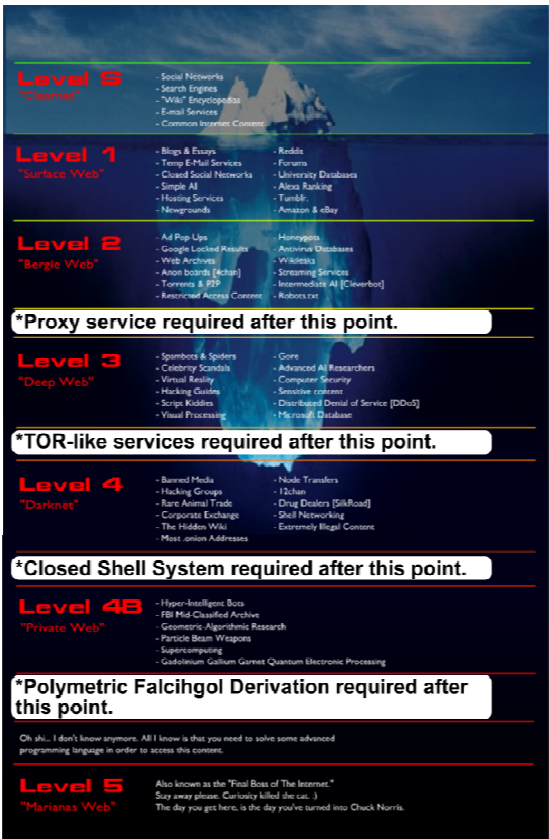 Level S
"Clearnet"
- Social Networks
- Search Engines
- "Wiki" Encyclopedias
- E-mail Services
- Common Internet Content
Level 1
"Surface Web"
- Blogs & Essays
- Temp E-Mail Services
- Closed Social Networks
- Simple AI
- Hosting Services
- Newgrounds
- Reddit
- Forums
- University Databases
- Alexa Ranking
- Tumblr.
- Amazon & eBay
Level 2
"Bergie Web"
- Ad Pop-Ups
- Google Locked Results
- Web Archives
- Anon boards [4chan]
- Torrents & P2P
- Restricted Access Content
- Honeypots
- Antivirus Databases
- Wikileaks
- Streaming Services
- Intermediate AI [Cleverbot]
- Robots.txt
*Proxy service required after this point.
Level 3
"Deep Web"
- Spambots & Spiders
- Celebrity Scandals
- Virtual Reality
- Hacking Guides
- Script Kiddies
- Visual Processing
- Gore
- Advanced AI Researchers
- Computer Security
- Sensitive content
- Distributed Denial of Service [DDoS]
- Microsoft Database
*TOR-like services required after this point.
Level 4
"Darknet"
- Banned Media
- Hacking Groups
- Rare Animal Trade
- Corporate Exchange
- The Hidden Wiki
- Most .onion Addresses
- Node Transfers
- 12chan
- Drug Dealers [SilkRoad]
- Shell Networking
- Extremely Illegal Content
*Closed Shell System required after this point.
Level 4B
"Private Web"
- Hyper-Intelligent Bots
- FBI Mid-Classified Archive
- Geometric-Algorithmic Research
- Particle Beam Weapons
- Supercomputing
- Gadolinium Gallium Garnet Quantum Electronic Processing
*Polymetric Falcihgol Derivation required after
this point.
Oh shi... I don't know anymore. All I know is that you need to solve some advanced
programming language in order to access this content.
Level 5
"Marianas Web"
Also known as the "Final Boss of The Internet."
Stay away please. Curiosity killed the cat. :)
The day you get here, is the day you've turned into Chuck Norris.